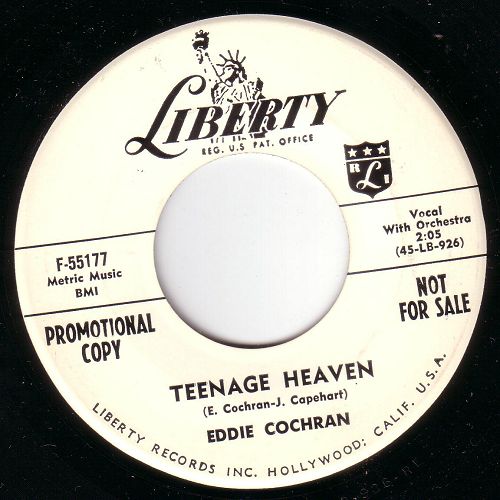 LIBERTY
REG. U.S. PAT. OFFICE
R L I
Vocal
With Orchestra
2:05
(45-LB-926)
F-55177
Metric Music
BMI
NOT
FOR SALE
PROMOTIONAL
COPY
TEENAGE HEAVEN
(E. Cochran-J. Capehart)
EDDIE COCHRAN
LIBERTY RECORDS INC. HOLLYWOOD; CALIF. U.S.A.